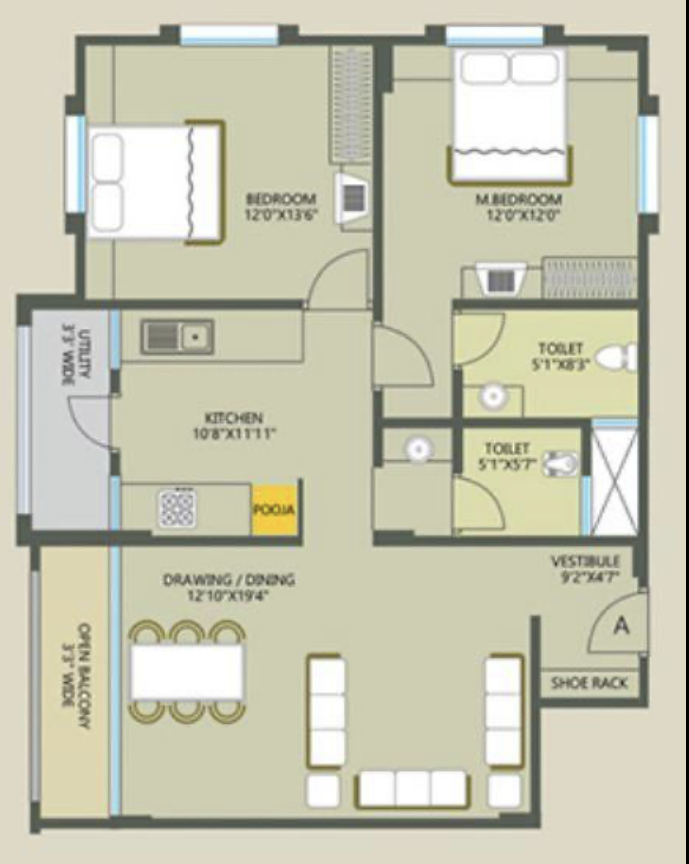 BEDROOM
12'0"X13'6"
M.BEDROOM
12'0"X12'0"
UTILITY
3'3" WIDE
TOILET
5'1"X8'3"
KITCHEN
10'8"X11'11"
TOILET
5'1"X5'7"
POOJA
VESTIBULE
9'2"X4'7"
DRAWING / DINING
12'10"X19'4"
A
OPEN BALCONY
3'3" WIDE
SHOE RACK